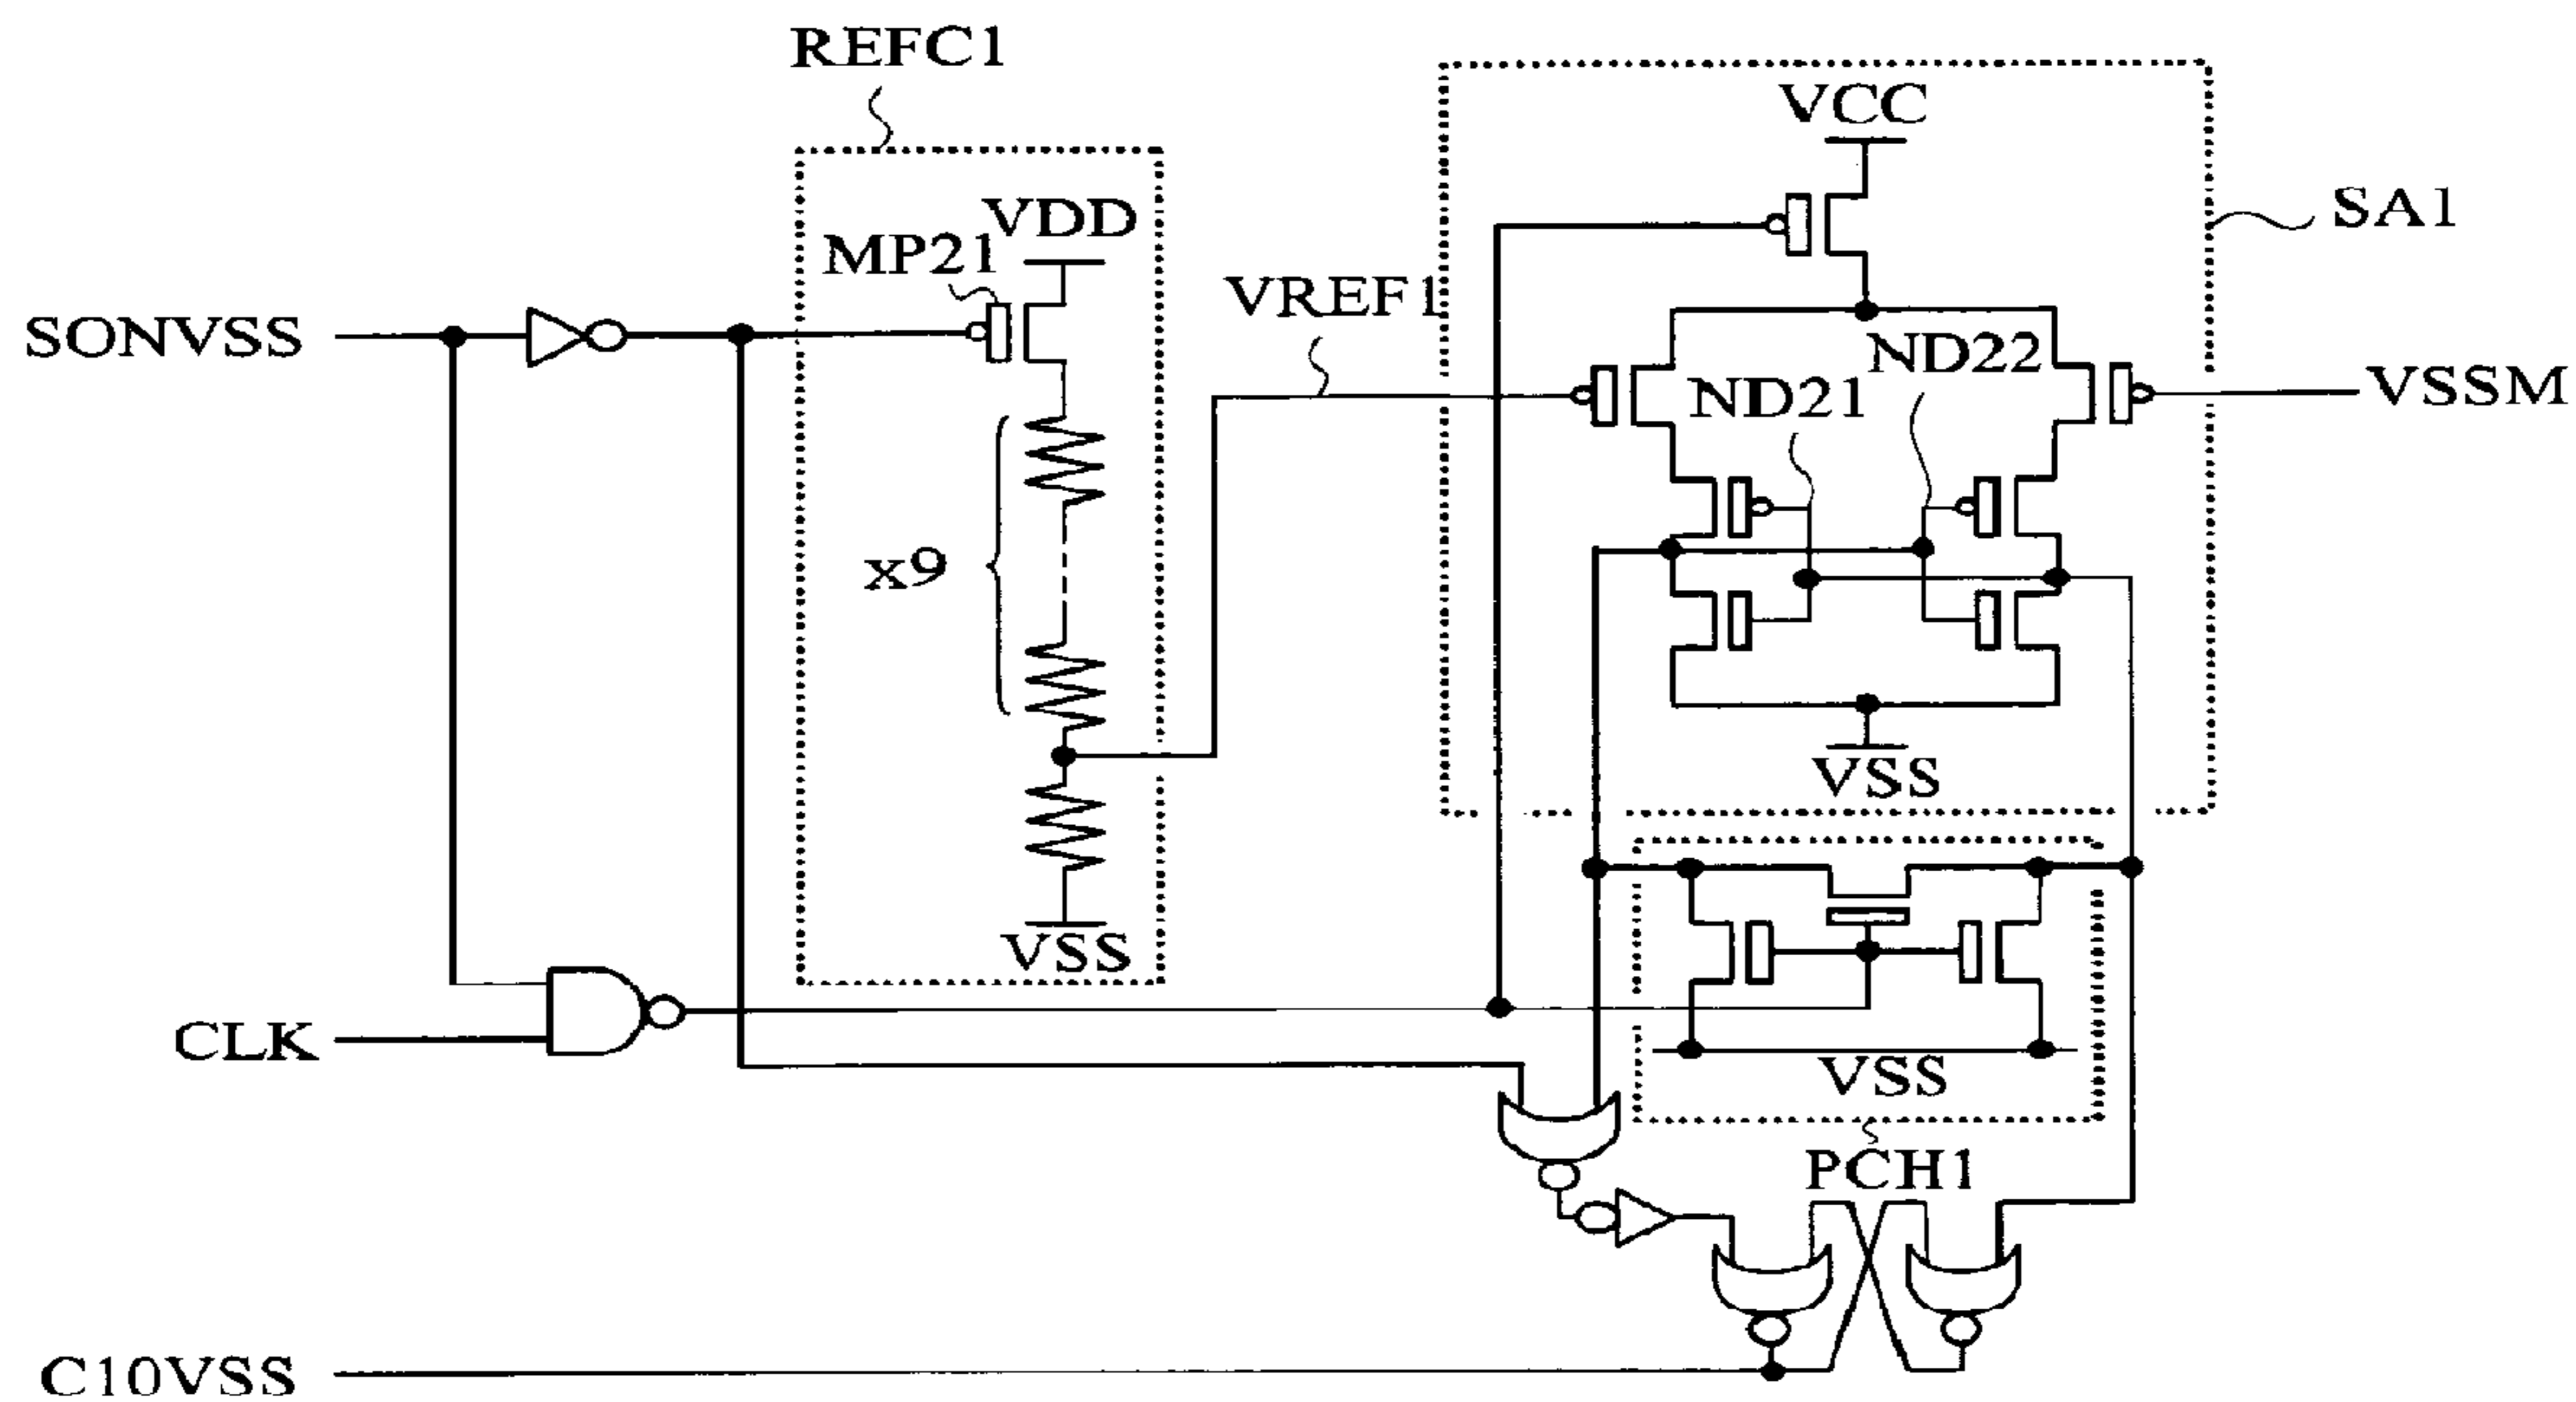 REFC1
VCC
VDD
SA1
MP21
VREF1
SONVSS
ND22
ND21
VSSM
x9
VSS
VSS
CLK
VSS
PCH1
C10VSS